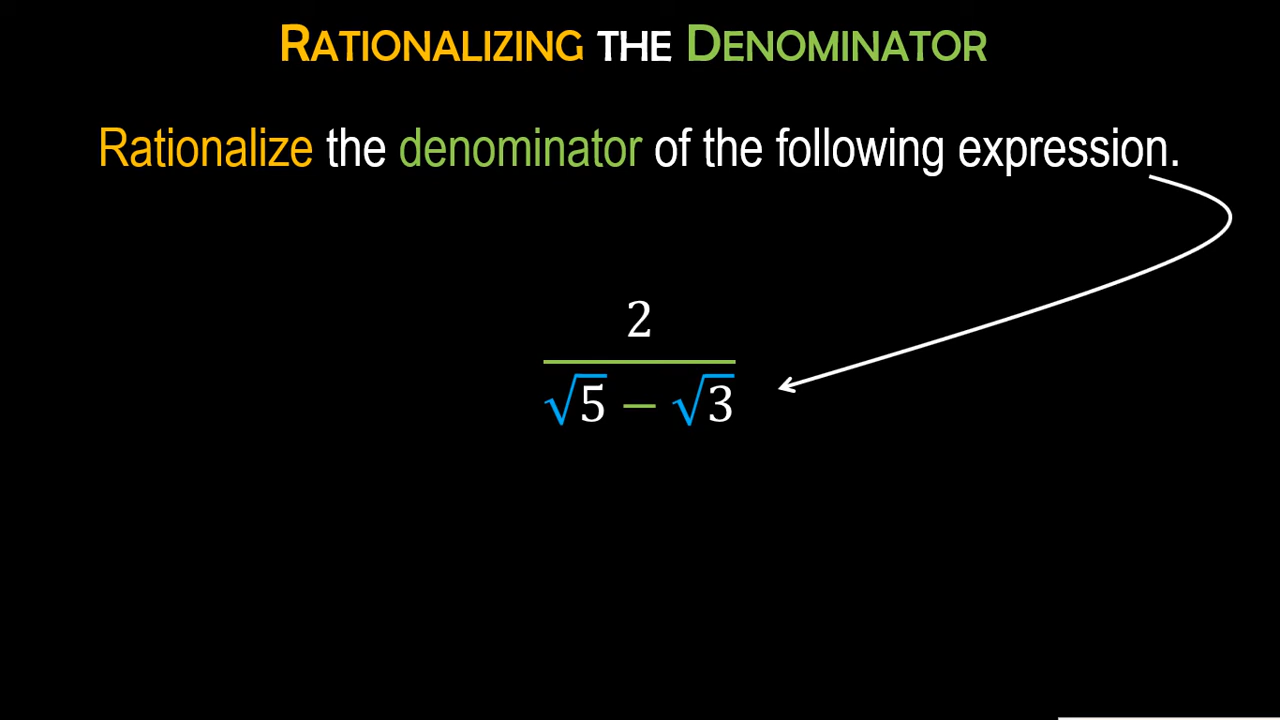 RATIONALIZING THE DENOMINATOR
Rationalize the denominator of the following expression.
2
√5 − √3